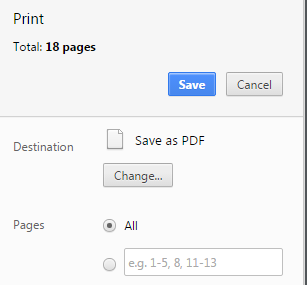 Print
Total: 18 pages
Save Cancel
Destination Save as PDF
Change...
Pages All
e.g. 1-5, 8, 11-13